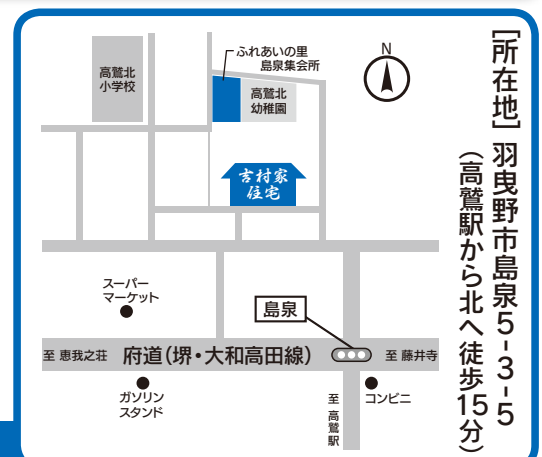 [所在地] 羽曳野市島泉5-3-5
(高鷲駅から北へ徒歩15分)
N
ふれあいの里
島泉集会所
高鷲北
小学校
高鷲北
幼稚園
吉村家
住宅
スーパー
マーケット
島泉
至 恵我之荘
府道(堺・大和高田線)
至 藤井寺
ガソリン
スタンド
至 高鷲駅
コンビニ